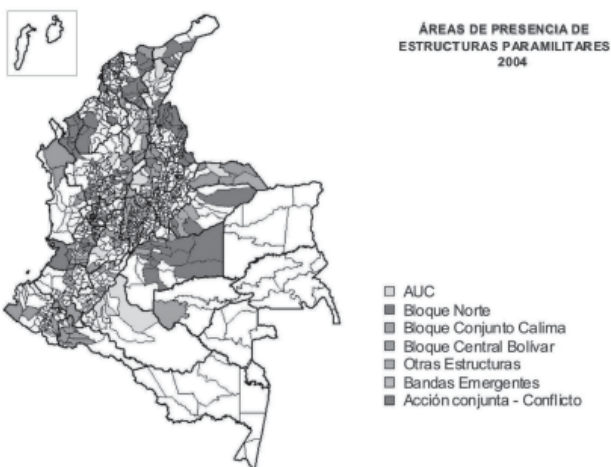 ÁREAS DE PRESENCIA DE
ESTRUCTURAS PARAMILITARES
2004
AUC
Bloque Norte
Bloque Conjunto Calima
Bloque Central Bolívar
Otras Estructuras
Bandas Emergentes
Acción conjunta - Conflicto